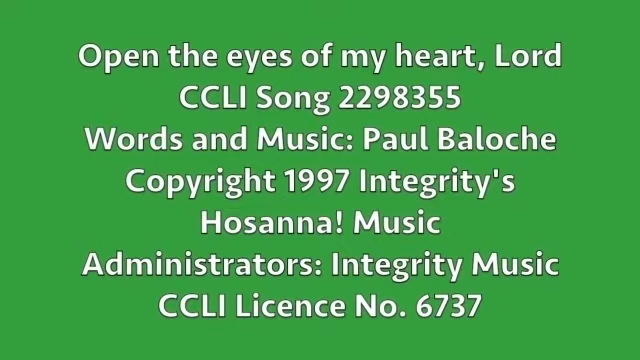 Open the eyes of my heart, Lord
CCLI Song 2298355
Words and Music: Paul Baloche
Copyright 1997 Integrity's
Hosanna! Music
Administrators: Integrity Music
CCLI Licence No. 6737